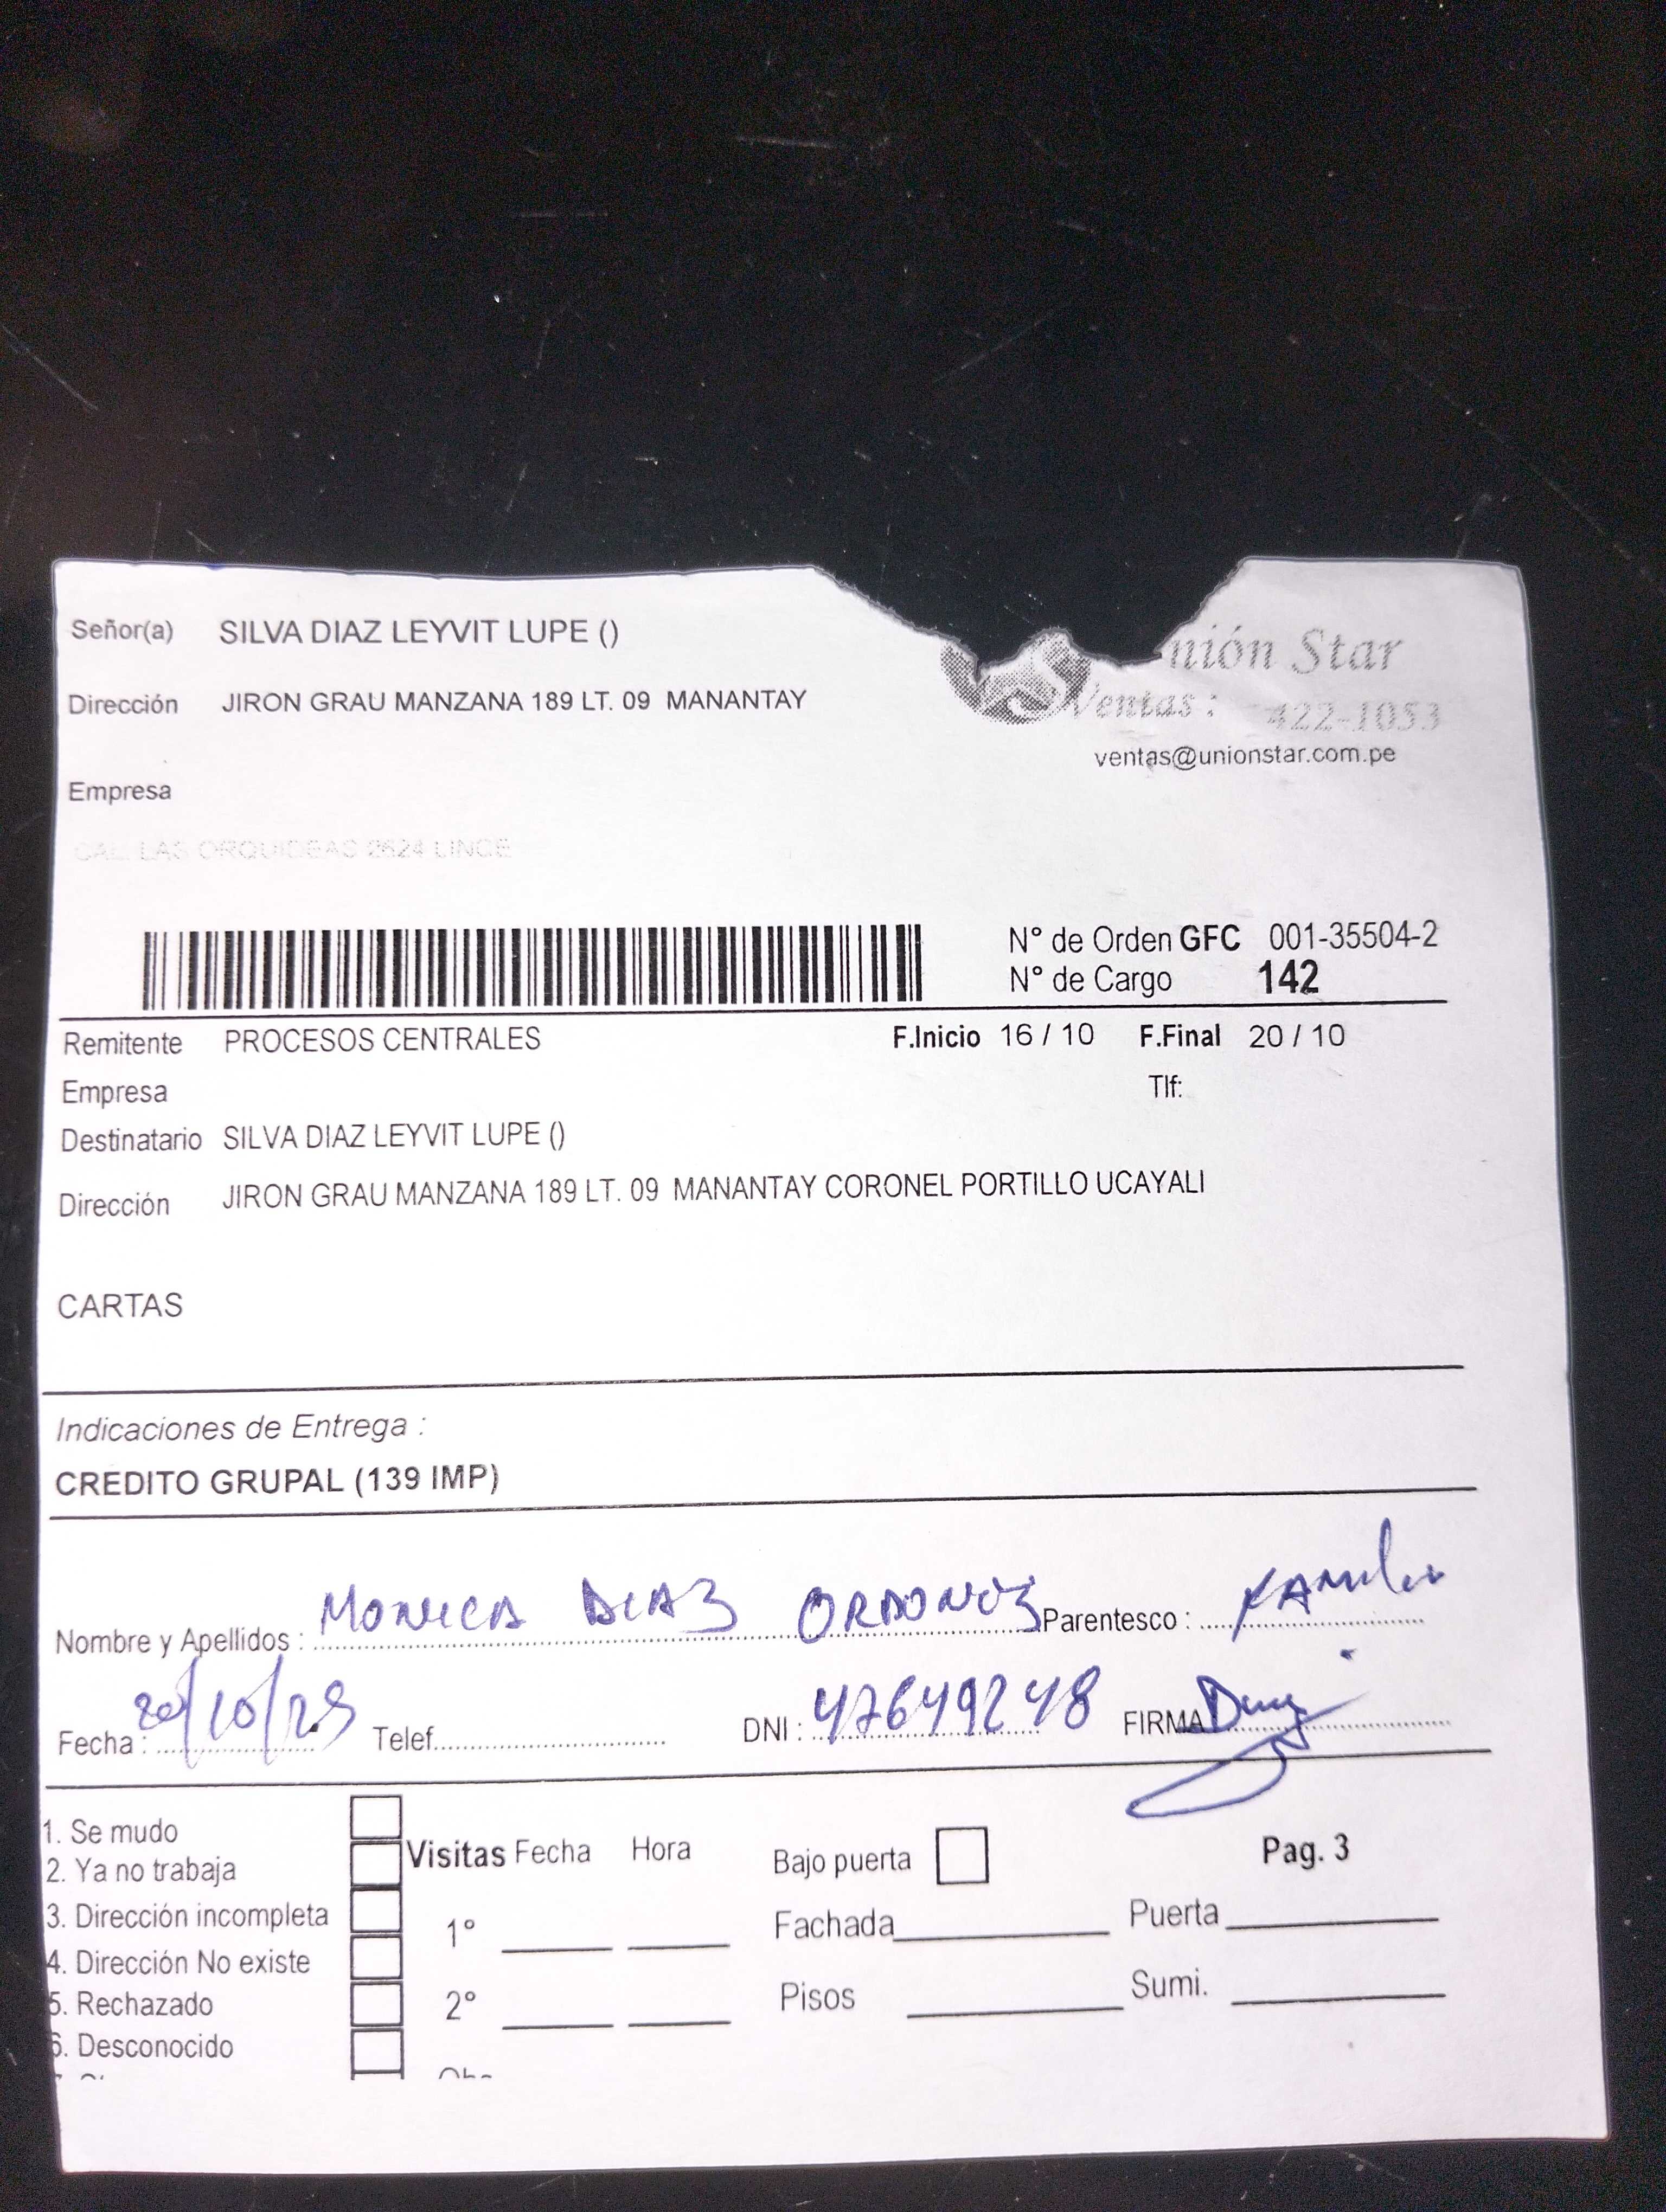 Señor(a) SILVA DIAZ LEYVIT LUPE ()
nión Star
Dirección JIRON GRAU MANZANA 189 LT. 09 MANANTAY
Ventas : 422-1053
ventas@unionstar.com.pe
Empresa
CAL. LAS ORQUIDEAS 2624 LINCE
N° de Orden GFC 001-35504-2
N° de Cargo 142
Remitente PROCESOS CENTRALES F.Inicio 16 / 10 F.Final 20 / 10
Empresa Tlf:
Destinatario SILVA DIAZ LEYVIT LUPE ()
Dirección JIRON GRAU MANZANA 189 LT. 09 MANANTAY CORONEL PORTILLO UCAYALI
CARTAS
Indicaciones de Entrega :
CREDITO GRUPAL (139 IMP)
Nombre y Apellidos : MONICA DIAZ ORDONEZ Parentesco :
Fecha : 20/10/25 Telef. DNI : 47649248 FIRMA
1. Se mudo
2. Ya no trabaja
3. Dirección incompleta
4. Dirección No existe
5. Rechazado
6. Desconocido
Visitas Fecha Hora
1°
2°
Bajo puerta Pag. 3
Fachada Puerta
Pisos Sumi.